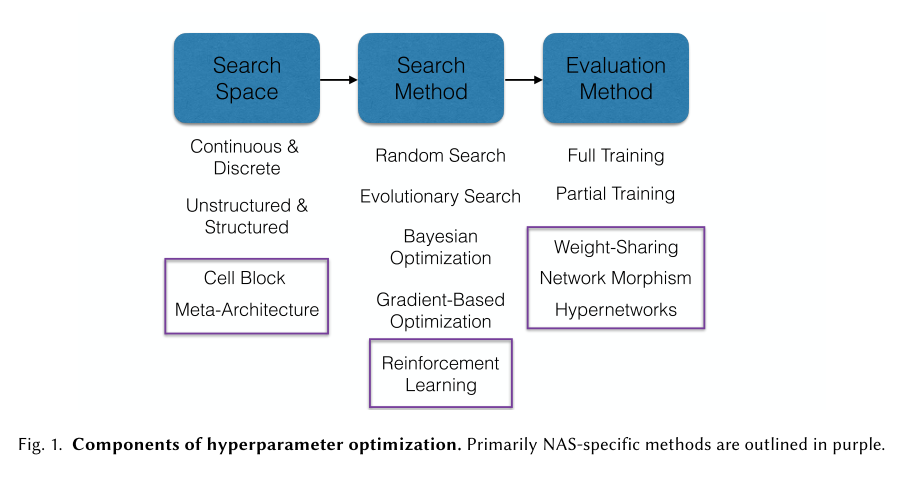 Search
Space
Search
Method
Evaluation
Method
Continuous &
Discrete
Unstructured &
Structured
Cell Block
Meta-Architecture
Random Search
Evolutionary Search
Bayesian
Optimization
Gradient-Based
Optimization
Reinforcement
Learning
Full Training
Partial Training
Weight-Sharing
Network Morphism
Hypernetworks
Fig. 1. Components of hyperparameter optimization. Primarily NAS-specific methods are outlined in purple.